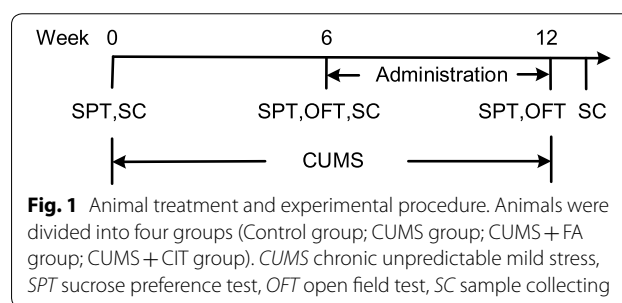 Week 0 6 12
Administration
SPT,SC SPT,OFT,SC SPT,OFT SC
CUMS
Fig. 1 Animal treatment and experimental procedure. Animals were
divided into four groups (Control group; CUMS group; CUMS + FA
group; CUMS + CIT group). CUMS chronic unpredictable mild stress,
SPT sucrose preference test, OFT open field test, SC sample collecting